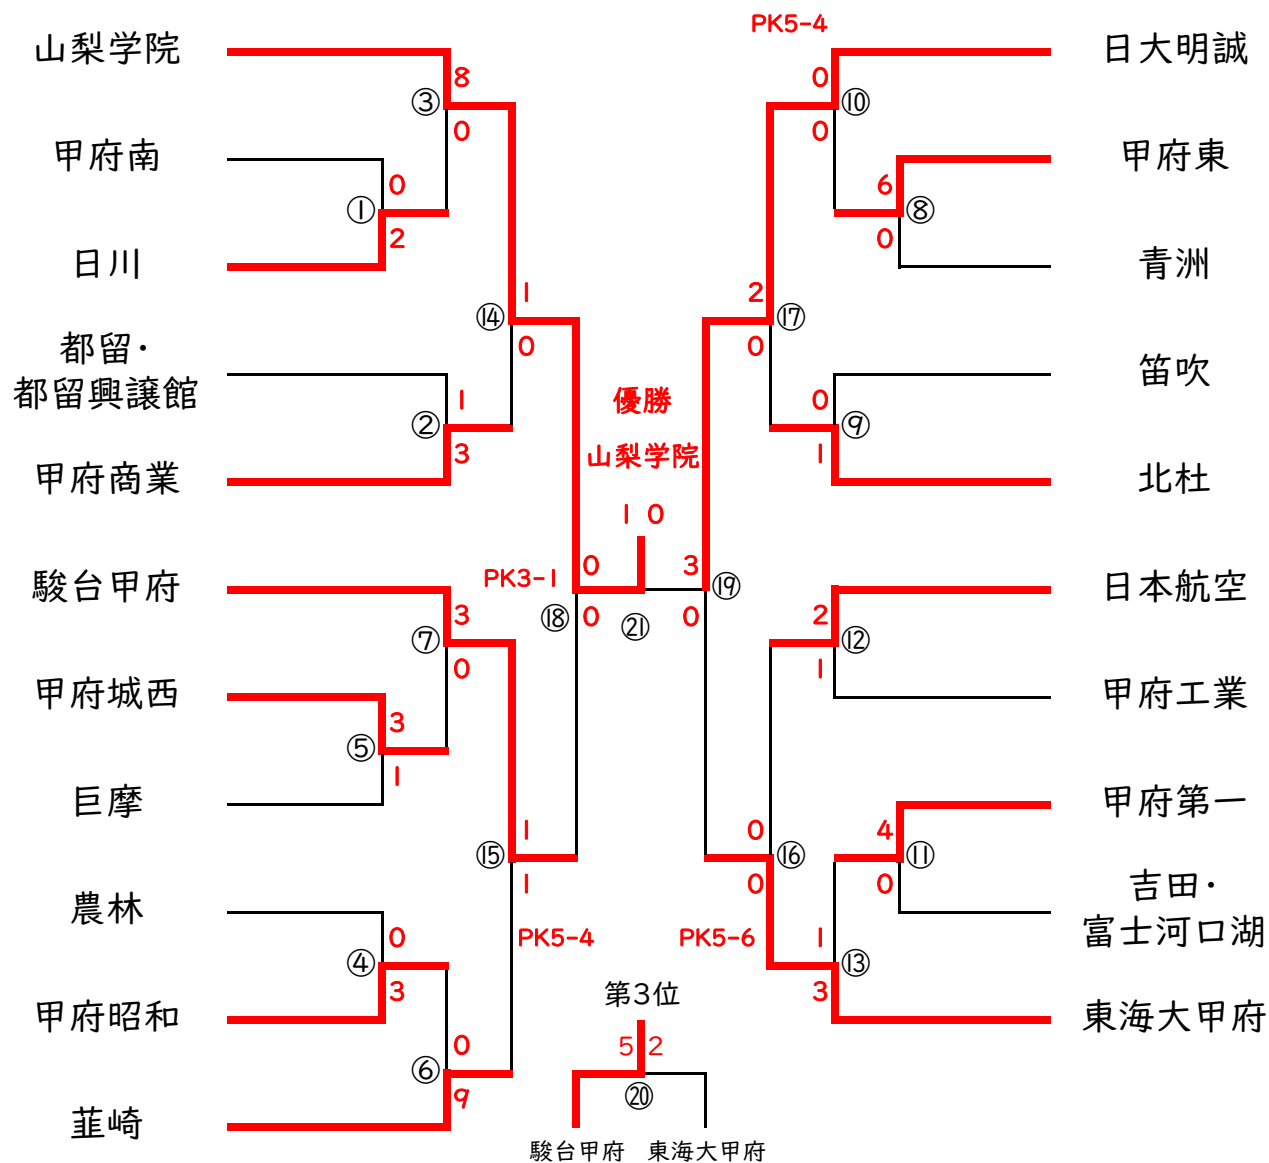 PK5-4
山梨学院
日大明誠
8
0
③
⑩
0
0
甲府南
甲府東
0
6
①
⑧
2
0
日川
青洲
1
2
⑭
⑰
0
0
都留・
都留興譲館
笛吹
優勝
1
0
②
⑨
3
1
山梨学院
甲府商業
北杜
1 0
0
3
PK3-1
駿台甲府
日本航空
⑲
3
⑱
0
㉑
0
2
⑦
⑫
0
1
甲府城西
甲府工業
3
⑤
1
巨摩
甲府第一
1
0
4
⑮
⑯
⑪
1
0
0
吉田・
富士河口湖
農林
0
PK5-4
PK5-6
1
④
⑬
3
第3位
3
甲府昭和
東海大甲府
0
5 2
⑥
9
⑳
韮崎
駿台甲府 東海大甲府